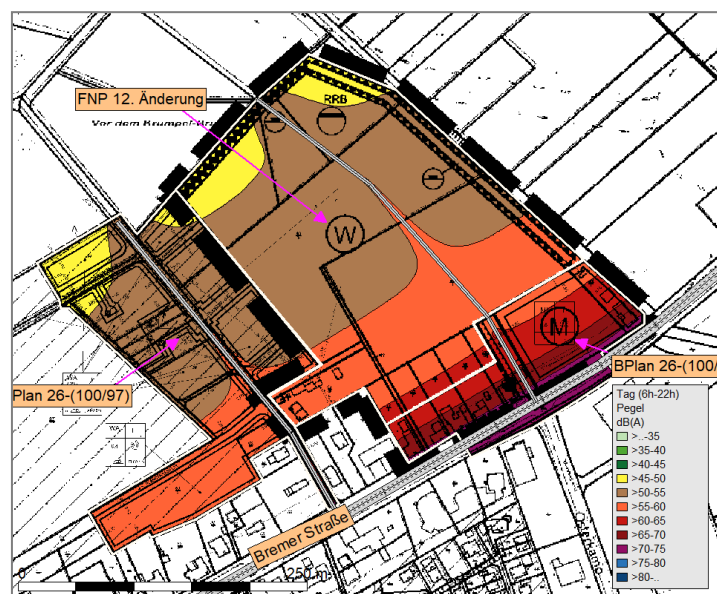 FNP 12. Änderung
RRB
Vor dem
W
M
Plan 26-(100/97)
BPlan 26-(100/
Bremer Straße
Tag (6h-22h)
Pegel
dB(A)
>..-35
>35-40
>40-45
>45-50
>50-55
>55-60
>60-65
>65-70
>70-75
>75-80
>80-..
0
250 m